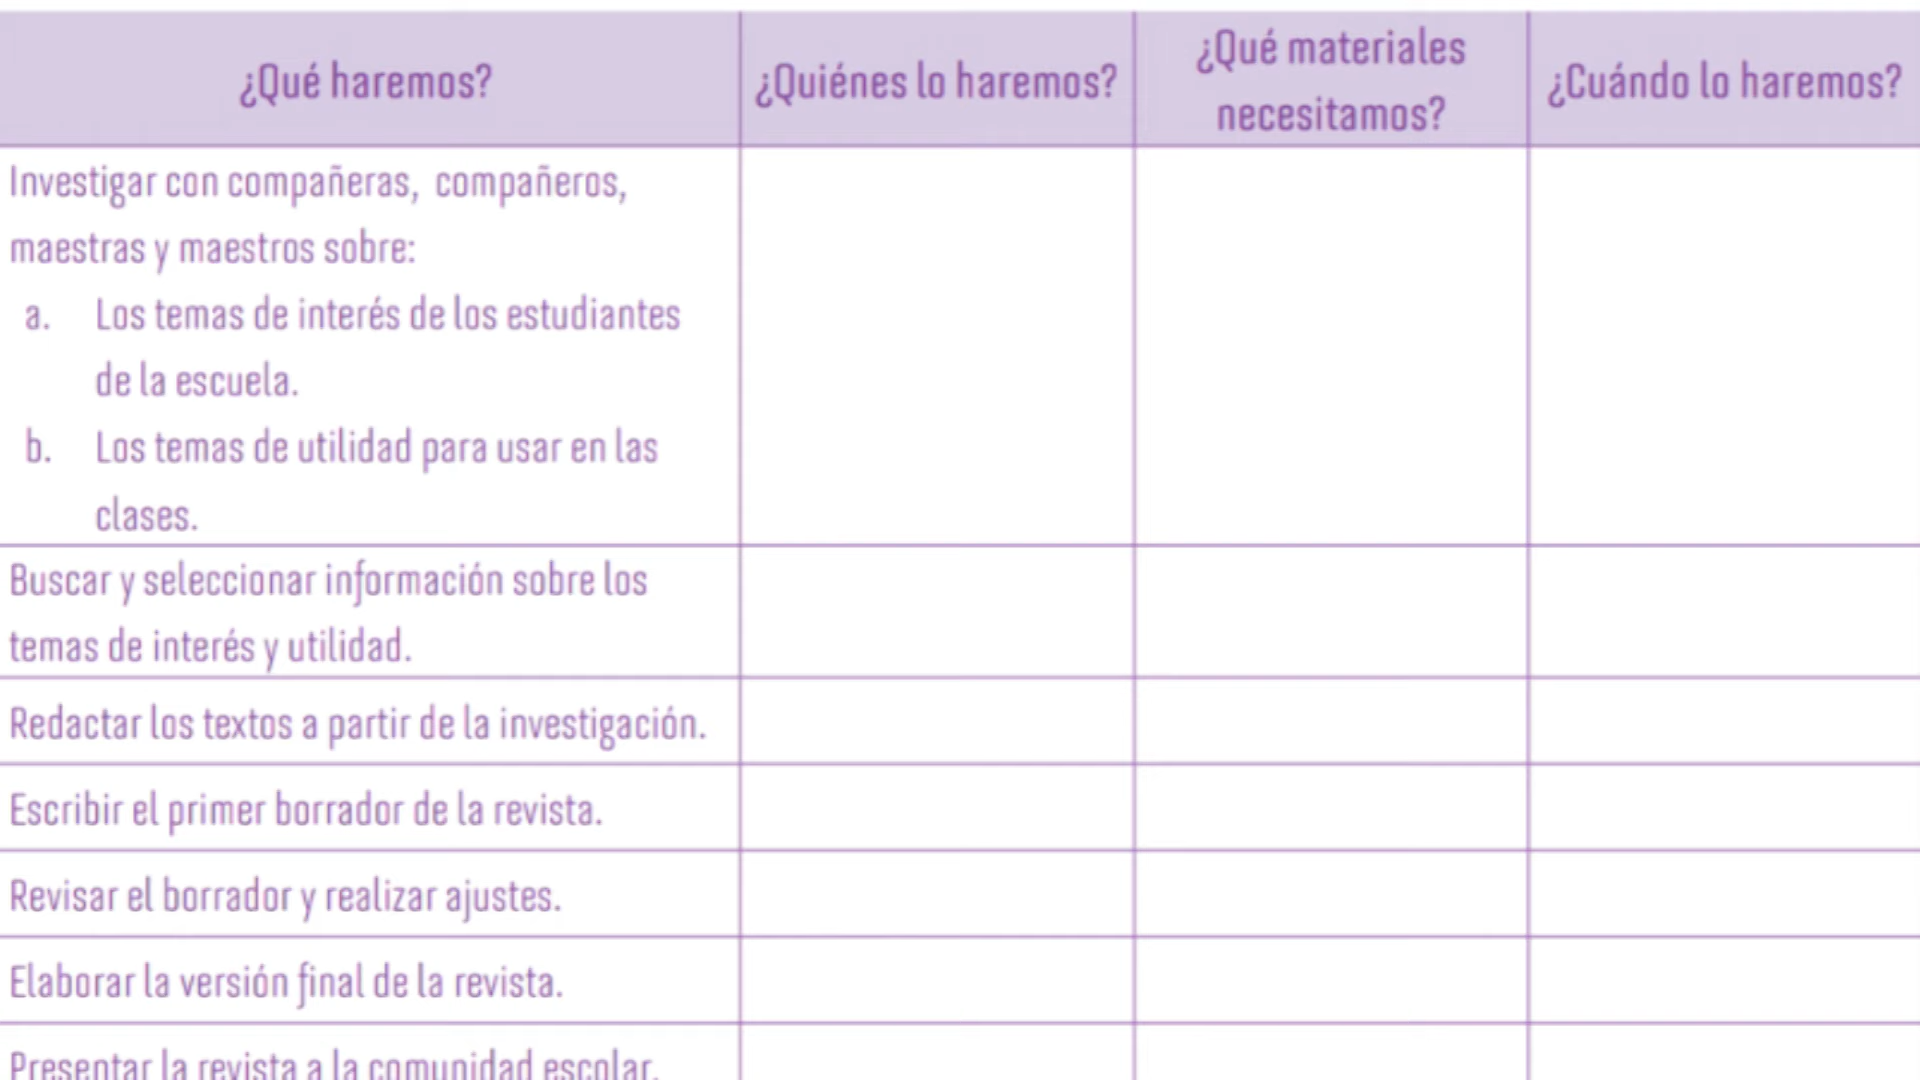 ¿Qué haremos?
¿Quiénes lo haremos?
¿Qué materiales
necesitamos?
¿Cuándo lo haremos?
Investigar con compañeras, compañeros,
maestras y maestros sobre:
a. Los temas de interés de los estudiantes
de la escuela.
b. Los temas de utilidad para usar en las
clases.
Buscar y seleccionar información sobre los
temas de interés y utilidad.
Redactar los textos a partir de la investigación.
Escribir el primer borrador de la revista.
Revisar el borrador y realizar ajustes.
Elaborar la versión final de la revista.
Presentar la revista a la comunidad escolar.